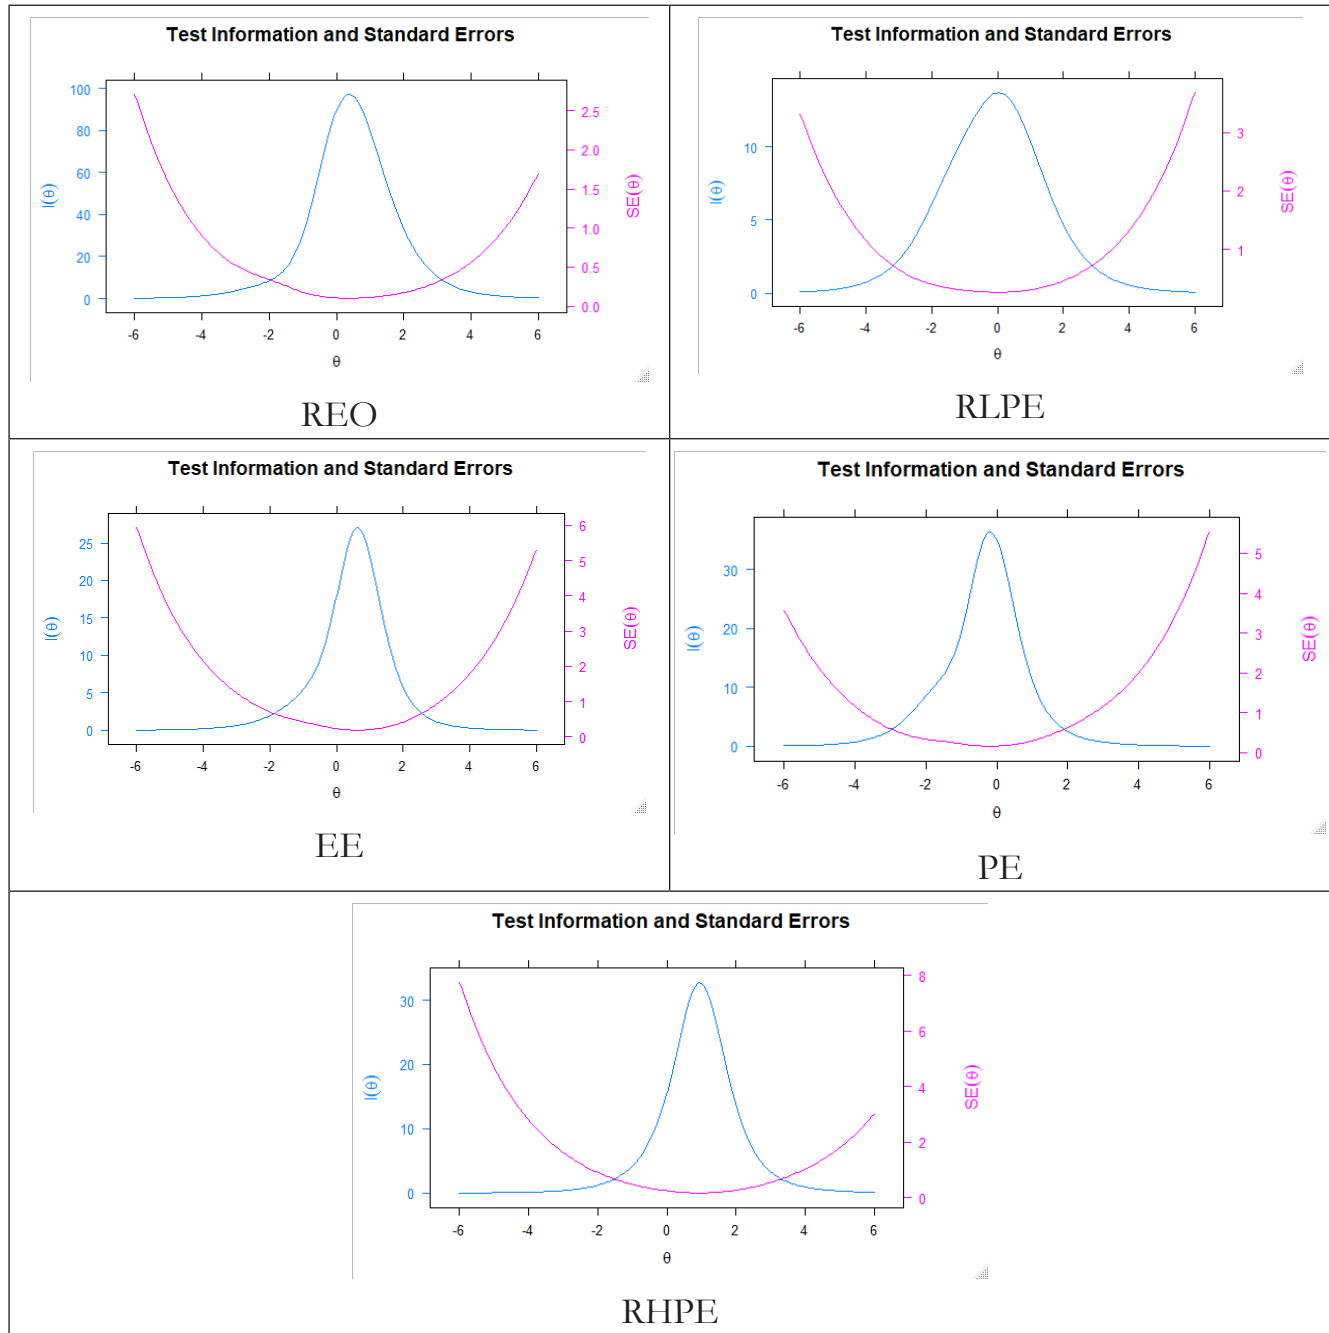 Test Information and Standard Errors
100
80
60
40
20
0
I(θ)
2.5
2.0
1.5
1.0
0.5
0.0
SE(θ)
-6 -4 -2 0 2 4 6
θ
REO
Test Information and Standard Errors
10
5
0
I(θ)
3
2
1
SE(θ)
-6 -4 -2 0 2 4 6
θ
RLPE
Test Information and Standard Errors
25
20
15
10
5
0
I(θ)
6
5
4
3
2
1
0
SE(θ)
-6 -4 -2 0 2 4 6
θ
EE
Test Information and Standard Errors
30
20
10
0
I(θ)
5
4
3
2
1
0
SE(θ)
-6 -4 -2 0 2 4 6
θ
PE
Test Information and Standard Errors
30
20
10
0
I(θ)
8
6
4
2
0
SE(θ)
-6 -4 -2 0 2 4 6
θ
RHPE